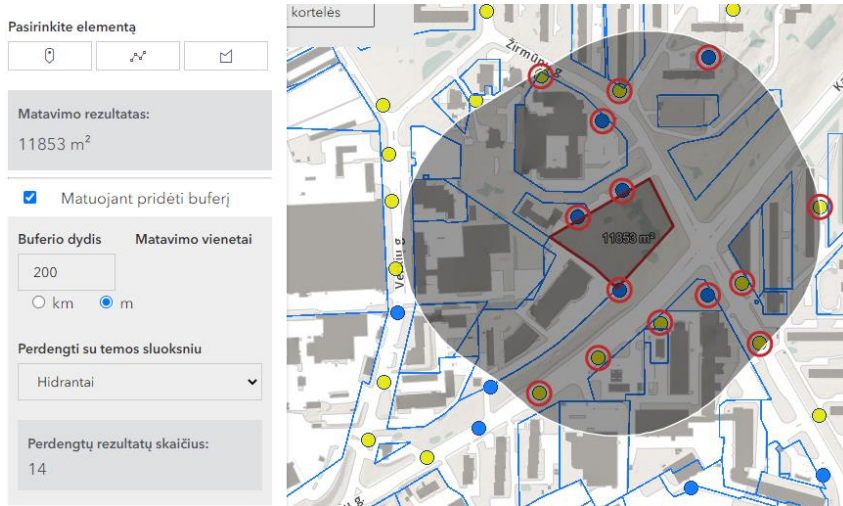 Pasirinkite elementą
Matavimo rezultatas:
11853 m²
Matuojant pridėti buferį
Buferio dydis
Matavimo vienetai
200
km
m
Perdengti su temos sluoksniu
Hidrantai
Perdengtų rezultatų skaičius:
14
kortelės
Žirmūnų g.
Ka
11853 m²
g.
ų g.